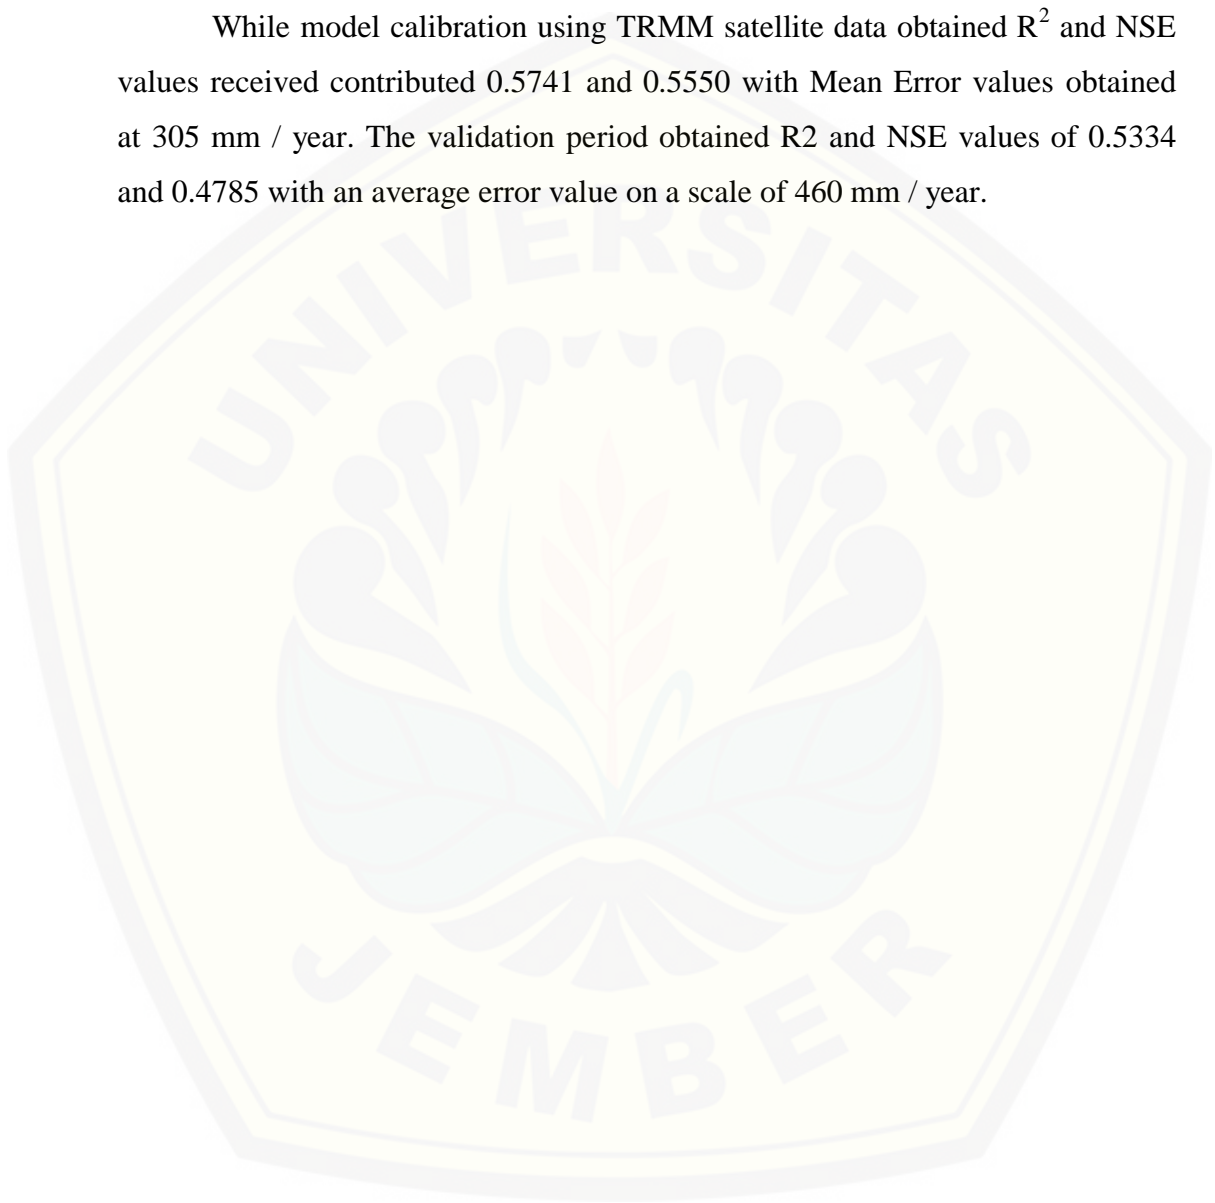 While model calibration using TRMM satellite data obtained R² and NSE
values received contributed 0.5741 and 0.5550 with Mean Error values obtained
at 305 mm / year. The validation period obtained R2 and NSE values of 0.5334
and 0.4785 with an average error value on a scale of 460 mm / year.
UNIVERSITAS
JEMBER